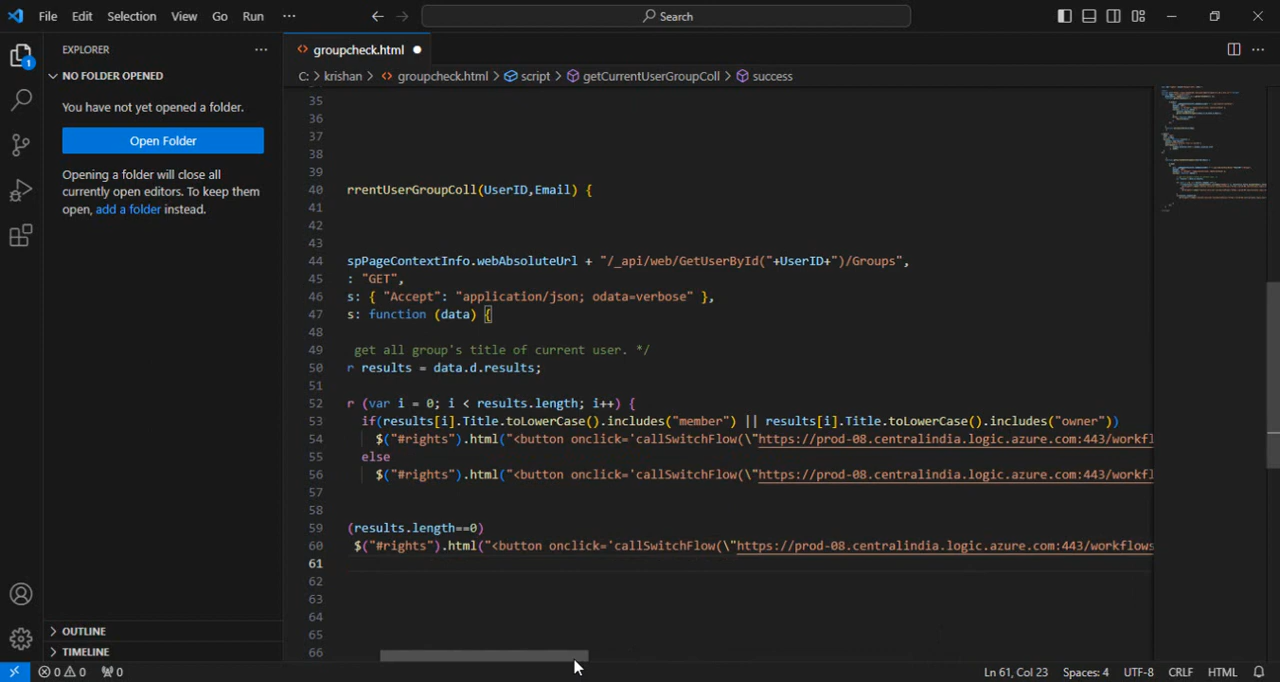 File Edit Selection View Go Run ··· Search
EXPLORER ···
groupcheck.html
NO FOLDER OPENED
C: > krishan > groupcheck.html > script > getCurrentUserGroupColl > success
You have not yet opened a folder.
Open Folder
Opening a folder will close all
currently open editors. To keep them
open, add a folder instead.
OUTLINE
TIMELINE
35
36
37
38
39
40 rrentUserGroupColl(UserID,Email) {
41
42
43
44 spPageContextInfo.webAbsoluteUrl + "/_api/web/GetUserById("+UserID+")/Groups",
45 : "GET",
46 s: { "Accept": "application/json; odata=verbose" },
47 s: function (data) {
48
49 get all group's title of current user. */
50 r results = data.d.results;
51
52 r (var i = 0; i < results.length; i++) {
53 if(results[i].Title.toLowerCase().includes("member") || results[i].Title.toLowerCase().includes("owner"))
54 $("#rights").html("<button onclick='callSwitchFlow(\"https://prod-08.centralindia.logic.azure.com:443/workfl
55 else
56 $("#rights").html("<button onclick='callSwitchFlow(\"https://prod-08.centralindia.logic.azure.com:443/workfl
57
58
59 (results.length==0)
60 $("#rights").html("<button onclick='callSwitchFlow(\"https://prod-08.centralindia.logic.azure.com:443/workflows
61
62
63
64
65
66
0 0 0 Ln 61, Col 23 Spaces: 4 UTF-8 CRLF HTML